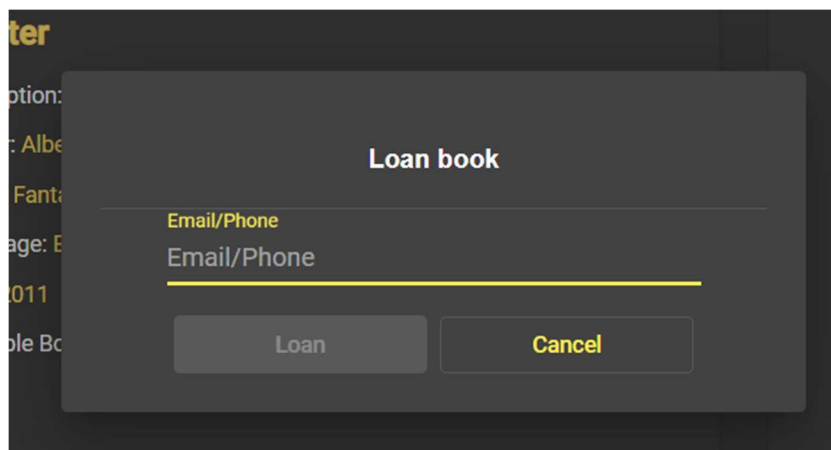 ter
ption:
r: Albe
Loan book
Fanta
Email/Phone
age: E
Email/Phone
2011
ble Bo
Loan
Cancel